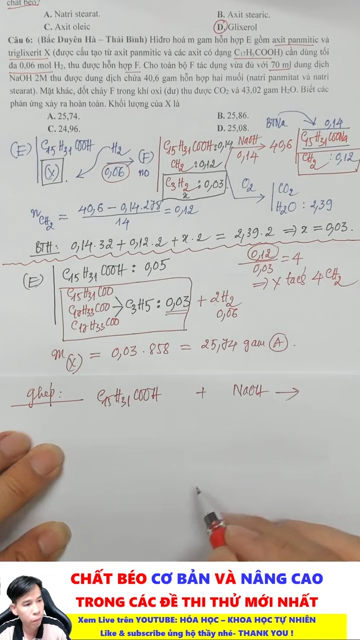 chất béo?
A. Natri stearat.
B. Axit stearic.
C. Axit oleic
D. Glixerol
Câu 6: (Bắc Duyên Hà – Thái Bình) Hiđro hoá m gam hỗn hợp E gồm axit panmitic và
triglixerit X (được cấu tạo từ axit panmitic và các axit có dạng C₁₇HyCOOH) cần dùng tối
đa 0,06 mol H₂, thu được hỗn hợp F. Cho toàn bộ F tác dụng vừa đủ với 70 ml dung dịch
NaOH 2M thu được dung dịch chứa 40,6 gam hỗn hợp hai muối (natri panmitat và natri
stearat). Mặt khác, đốt cháy F trong khí oxi (dư) thu được CO₂ và 43,02 gam H₂O. Biết các
phản ứng xảy ra hoàn toàn. Khối lượng của X là
A. 25,74.
B. 25,86.
C. 24,96.
D. 25,08.
BTNa 0,14
(E) C₁₅H₃₁COOH (X) H₂ 0,06 (F) no C₁₅H₃₁COOH: 0,14 CH₂: 0,12 C₃H₂: 0,03 x NaOH 0,14 40,6 C₁₅H₃₁COONa CH₂: 0,12
O₂ CO₂ H₂O: 2,39
nCH₂ = 40,6 – 0,14.278 / 14 = 0,12
BTH: 0,14.32 + 0,12.2 + x.2 = 2,39.2 ⇒ x = 0,03.
(E) C₁₅H₃₁COOH: 0,05
0,12 / 0,03 = 4
⇒ X tách 4CH₂
C₁₅H₃₁COO
C₁₇H₃₃COO > C₃H₅: 0,03 + 2H₂ 0,06
C₁₇H₃₃COO
m(X) = 0,03.858 = 25,74 gam (A).
ghép: C₁₅H₃₁COOH + NaOH →
CHẤT BÉO CƠ BẢN VÀ NÂNG CAO
TRONG CÁC ĐỀ THI THỬ MỚI NHẤT
Xem Live trên YOUTUBE: HÓA HỌC – KHOA HỌC TỰ NHIÊN
Like & subscribe ủng hộ thầy nhé- THANK YOU !